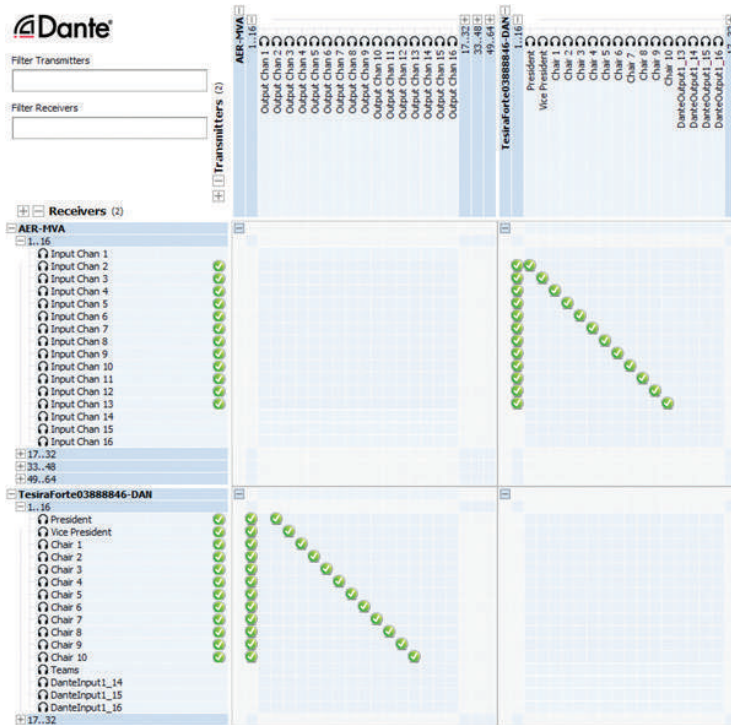 Dante®
Filter Transmitters
Filter Receivers
Transmitters (2)
Receivers (2)
AER-MVA
1..16
Output Chan 1
Output Chan 2
Output Chan 3
Output Chan 4
Output Chan 5
Output Chan 6
Output Chan 7
Output Chan 8
Output Chan 9
Output Chan 10
Output Chan 11
Output Chan 12
Output Chan 13
Output Chan 14
Output Chan 15
Output Chan 16
17..32
33..48
49..64
TesiraForte03888846-DAN
1..16
President
Vice President
Chair 1
Chair 2
Chair 3
Chair 4
Chair 5
Chair 6
Chair 7
Chair 8
Chair 9
Chair 10
DanteOutput1_13
DanteOutput1_14
DanteOutput1_15
DanteOutput1_16
AER-MVA
1..16
Input Chan 1
Input Chan 2
Input Chan 3
Input Chan 4
Input Chan 5
Input Chan 6
Input Chan 7
Input Chan 8
Input Chan 9
Input Chan 10
Input Chan 11
Input Chan 12
Input Chan 13
Input Chan 14
Input Chan 15
Input Chan 16
17..32
33..48
49..64
TesiraForte03888846-DAN
1..16
President
Vice President
Chair 1
Chair 2
Chair 3
Chair 4
Chair 5
Chair 6
Chair 7
Chair 8
Chair 9
Chair 10
Teams
DanteInput1_14
DanteInput1_15
DanteInput1_16
17..32